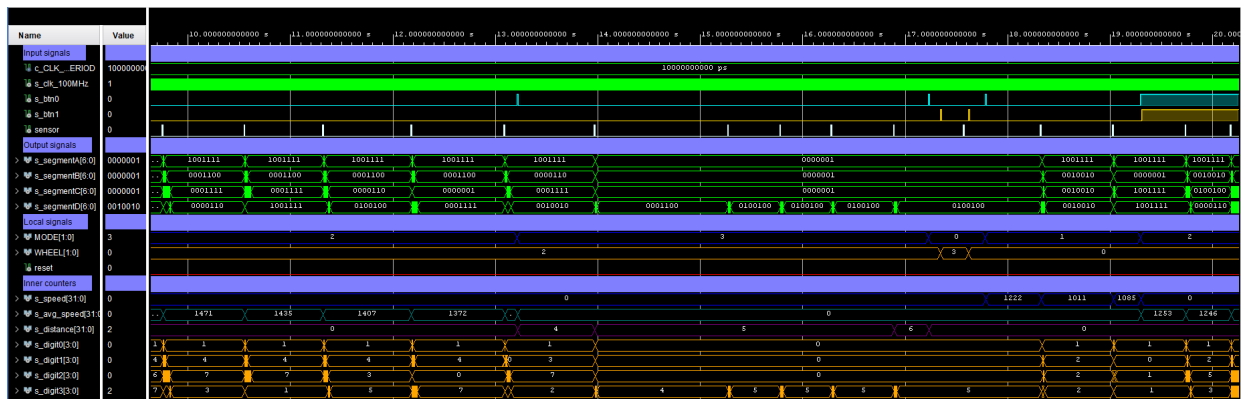 Name Value 10.000000000000 s 11.000000000000 s 12.000000000000 s 13.000000000000 s 14.000000000000 s 15.000000000000 s 16.000000000000 s 17.000000000000 s 18.000000000000 s 19.000000000000 s 20.000
Input signals
c_CLK_...ERIOD 10000000 10000000000 ps
s_clk_100MHz 1
s_btn0 0
s_btn1 0
sensor 0
Output signals
s_segmentA[6:0] 0000001 .. 1001111 1001111 1001111 1001111 1001111 0000001 1001111 1001111 1001111
s_segmentB[6:0] 0000001 .. 0001100 0001100 0001100 0001100 0000110 0000001 0010010 0000001 0010010
s_segmentC[6:0] 0000001 .. 0001111 0001111 0000110 0000001 0001111 0000001 0010010 1001111 0100100
s_segmentD[6:0] 0010010 .. 0000110 1001111 0100100 0001111 0010010 0001100 0100100 0100100 0100100 0100100 0010010 1001111 0000110
Local signals
MODE[1:0] 3 2 3 0 1 2
WHEEL[1:0] 0 2 3 0
reset 0
Inner counters
s_speed[31:0] 0 0 1222 1011 1085 0
s_avg_speed[31:0 0 .. 1471 1435 1407 1372 . 0 1253 1246
s_distance[31:0] 2 0 4 5 6 0
s_digit0[3:0] 0 1 1 1 1 1 1 0 1 1 1
s_digit1[3:0] 0 4 4 4 4 4 0 3 0 2 0 2
s_digit2[3:0] 0 6 7 7 3 0 7 0 2 1 5
s_digit3[3:0] 2 7 3 1 5 7 2 4 5 5 5 5 2 1 3